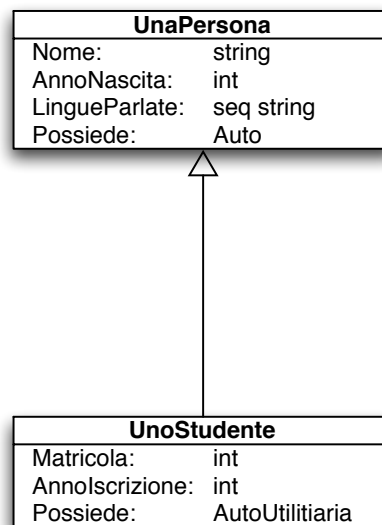 UnaPersona
Nome: string
AnnoNascita: int
LingueParlate: seq string
Possiede: Auto
UnoStudente
Matricola: int
AnnoIscrizione: int
Possiede: AutoUtilitiaria